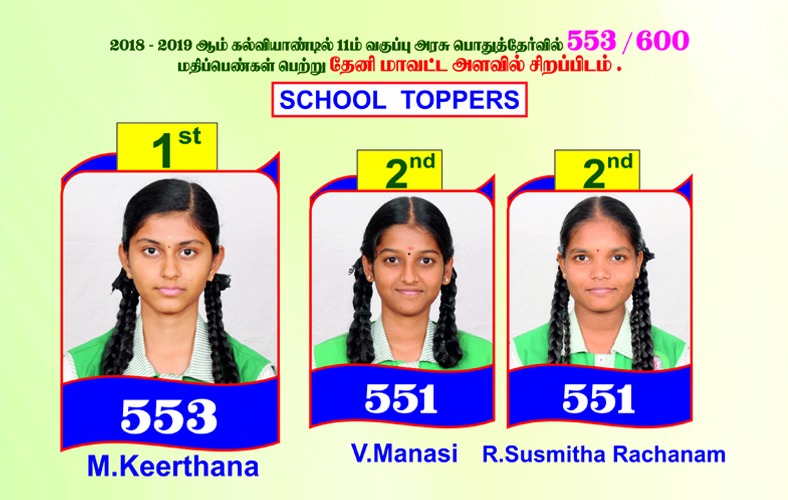 2018 - 2019 ஆம் கல்வியாண்டில் 11ம் வகுப்பு அரசு பொதுத்தேர்வில் 553 / 600
மதிப்பெண்கள் பெற்று தேனி மாவட்ட அளவில் சிறப்பிடம் .
SCHOOL TOPPERS
1st
2nd
2nd
553
551
551
M.Keerthana
V.Manasi
R.Susmitha Rachanam